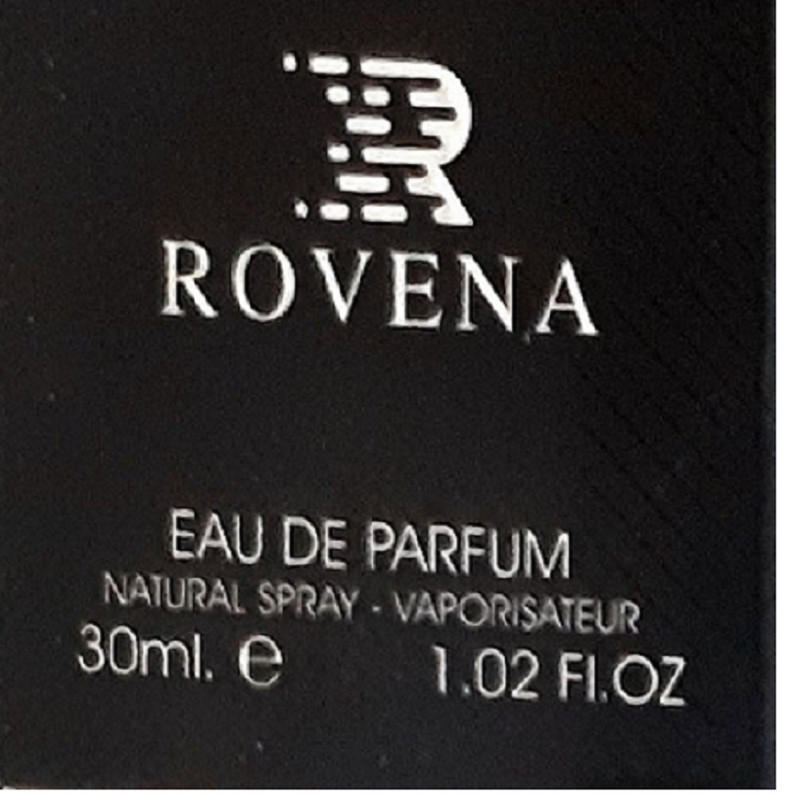 R
ROVENA
EAU DE PARFUM
NATURAL SPRAY - VAPORISATEUR
30ml. e 1.02 Fl.OZ